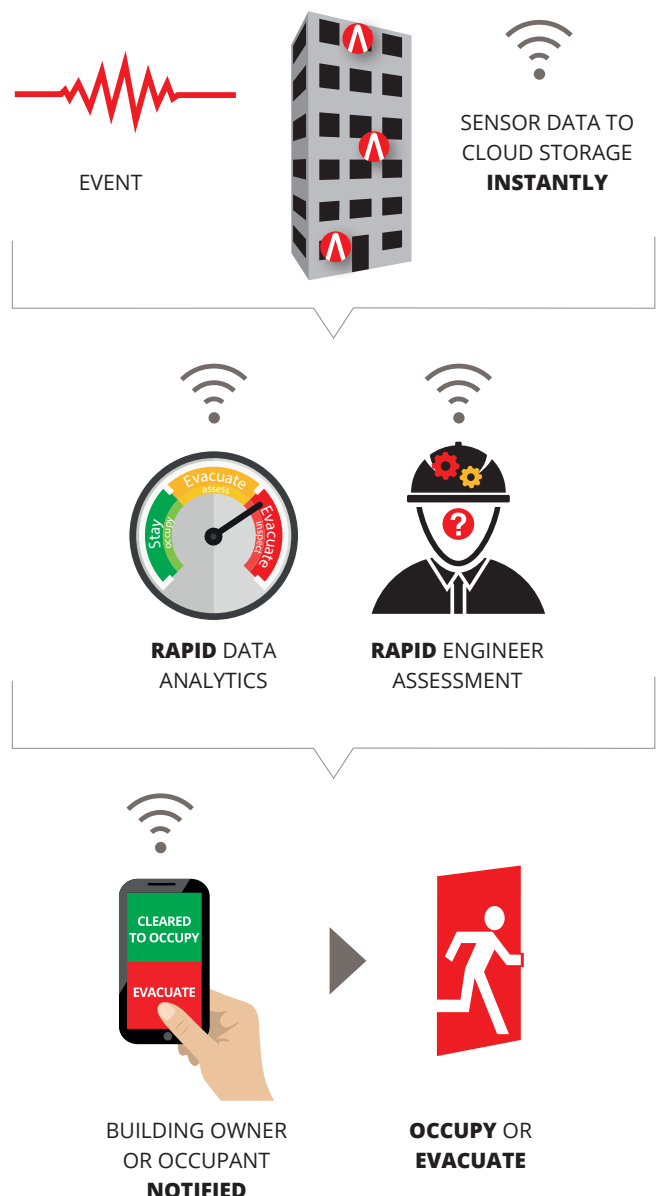 EVENT
SENSOR DATA TO
CLOUD STORAGE
INSTANTLY
Stay
occupy
Evacuate
assess
Evacuate
inspect
?
RAPID DATA
ANALYTICS
RAPID ENGINEER
ASSESSMENT
CLEARED
TO OCCUPY
EVACUATE
BUILDING OWNER
OR OCCUPANT
NOTIFIED
OCCUPY OR
EVACUATE